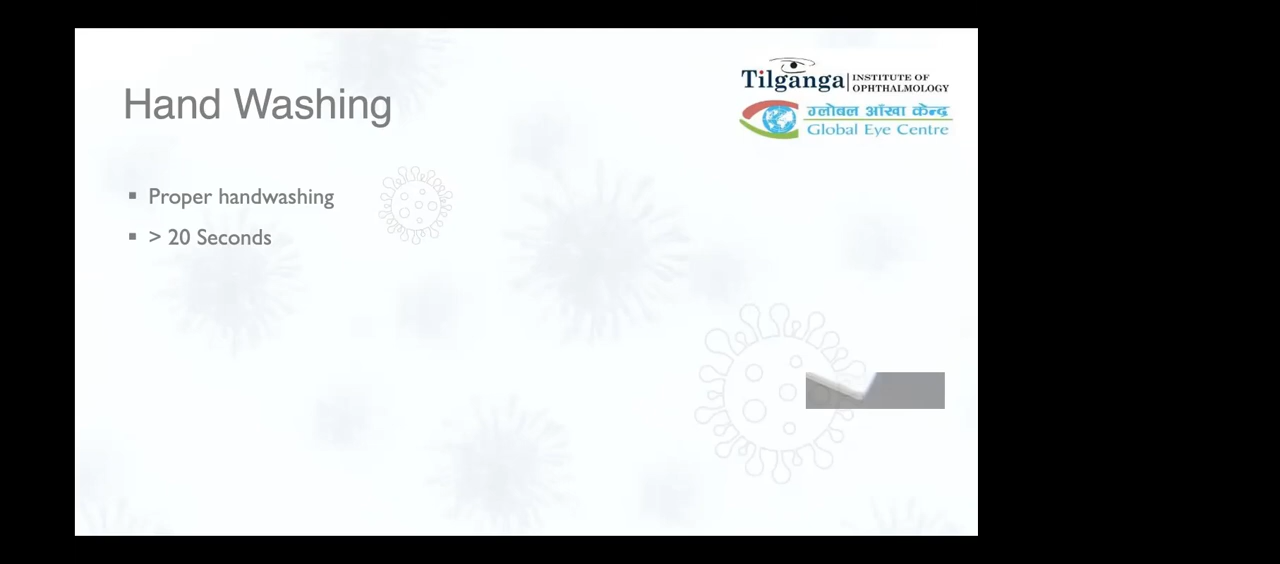 Hand Washing
Tilganga
INSTITUTE OF
OPHTHALMOLOGY
ग्लोबल आँखा केन्द्र
Global Eye Centre
▪ Proper handwashing
▪ > 20 Seconds